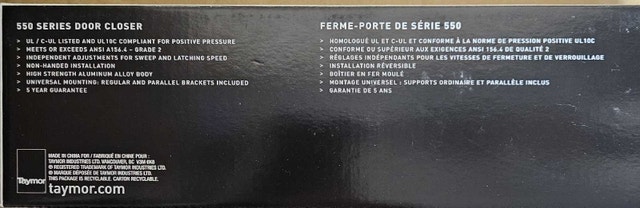 550 SERIES DOOR CLOSER
> UL / C-UL LISTED AND UL10C COMPLIANT FOR POSITIVE PRESSURE
> MEETS OR EXCEEDS ANSI A156.4 - GRADE 2
> INDEPENDENT ADJUSTMENTS FOR SWEEP AND LATCHING SPEED
> NON-HANDED INSTALLATION
> HIGH STRENGTH ALUMINUM ALLOY BODY
> UNIVERSAL MOUNTING: REGULAR AND PARALLEL BRACKETS INCLUDED
> 5 YEAR GUARANTEE
FERME-PORTE DE SÉRIE 550
> HOMOLOGUÉ UL ET C-UL ET CONFORME À LA NORME DE PRESSION POSITIVE UL10C
> CONFORME OU SUPÉRIEUR AUX EXIGENCES ANSI 156.4 DE QUALITÉ 2
> RÉGLAGES INDÉPENDANTS POUR LES VITESSES DE FERMETURE ET DE VERROUILLAGE
> INSTALLATION RÉVERSIBLE
> BOÎTIER EN FER MOULÉ
> MONTAGE UNIVERSEL : SUPPORTS ORDINAIRE ET PARALLÈLE INCLUS
> GARANTIE DE 5 ANS
Taymor
MADE IN CHINA FOR / FABRIQUÉ EN CHINE POUR :
TAYMOR INDUSTRIES LTD. VANCOUVER, BC V3M 6K8
® REGISTERED TRADEMARK OF TAYMOR INDUSTRIES LTD.
® MARQUE DÉPOSÉE DE TAYMOR INDUSTRIES LTD.
THIS PACKAGE IS RECYCLABLE. CARTON RECYCLABLE.
taymor.com